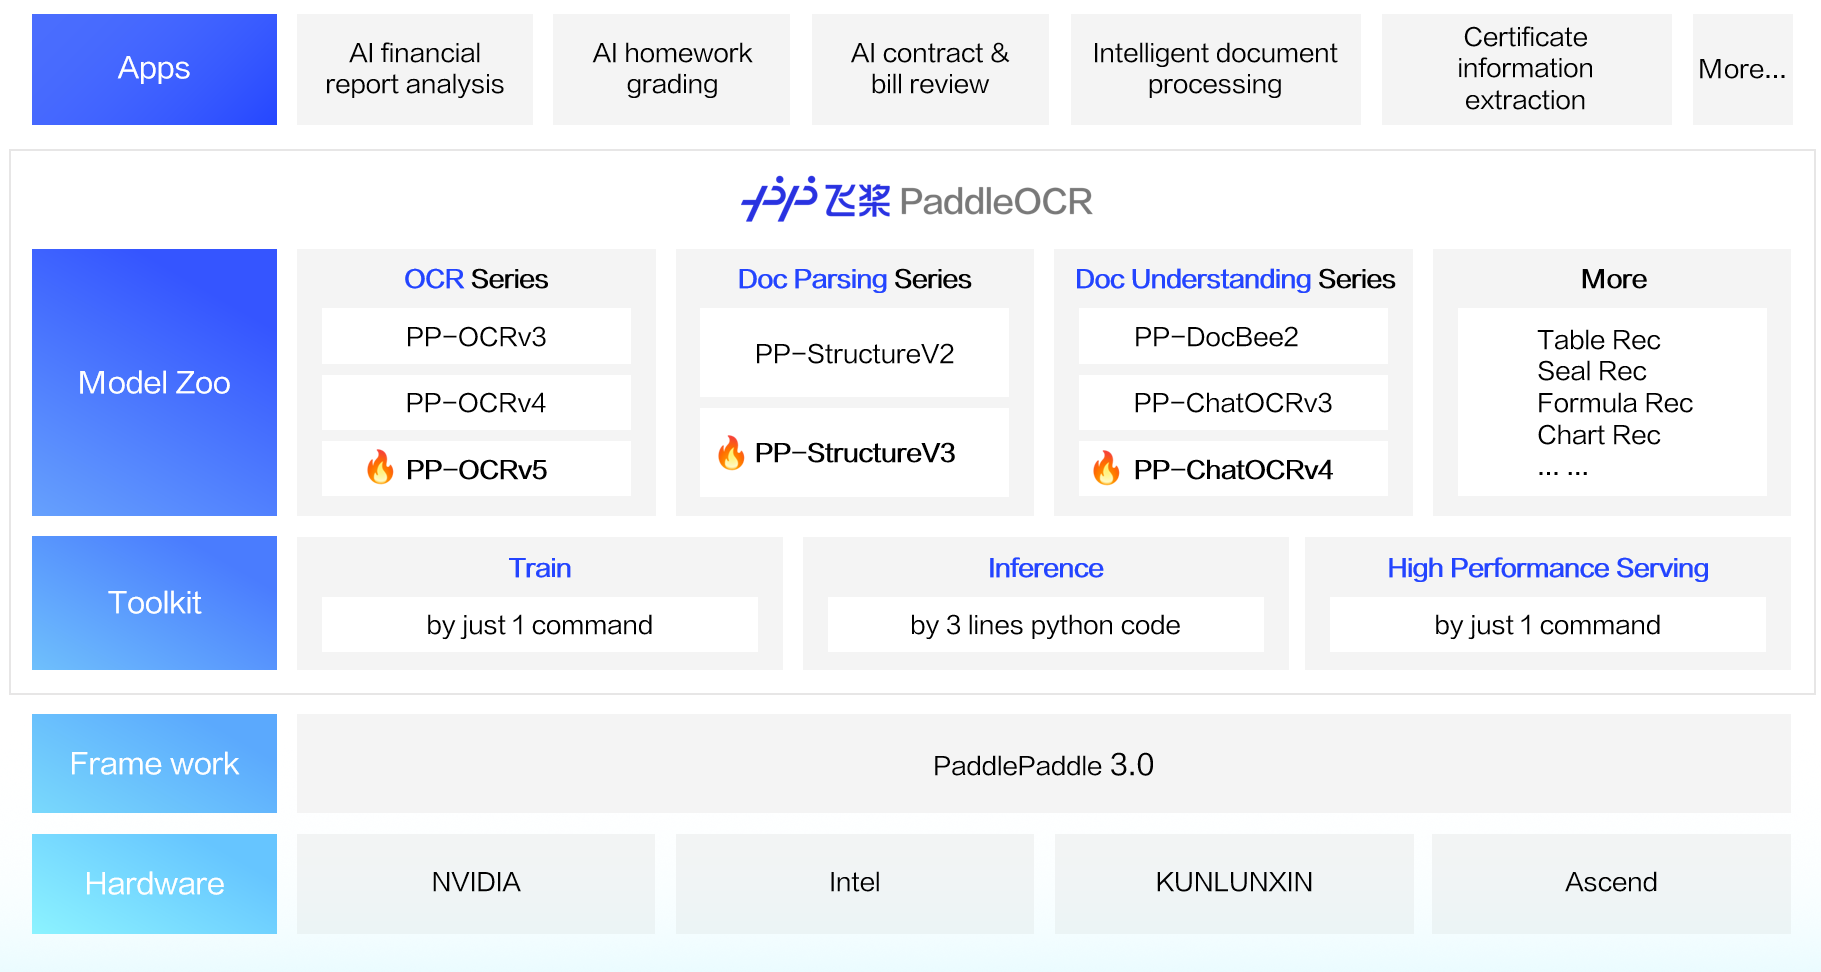 Apps
AI financial
report analysis
AI homework
grading
AI contract &
bill review
Intelligent document
processing
Certificate
information
extraction
More...
飞桨 PaddleOCR
Model Zoo
OCR Series
PP-OCRv3
PP-OCRv4
🔥 PP-OCRv5
Doc Parsing Series
PP-StructureV2
🔥 PP-StructureV3
Doc Understanding Series
PP-DocBee2
PP-ChatOCRv3
🔥 PP-ChatOCRv4
More
Table Rec
Seal Rec
Formula Rec
Chart Rec
... ...
Toolkit
Train
by just 1 command
Inference
by 3 lines python code
High Performance Serving
by just 1 command
Frame work
PaddlePaddle 3.0
Hardware
NVIDIA
Intel
KUNLUNXIN
Ascend